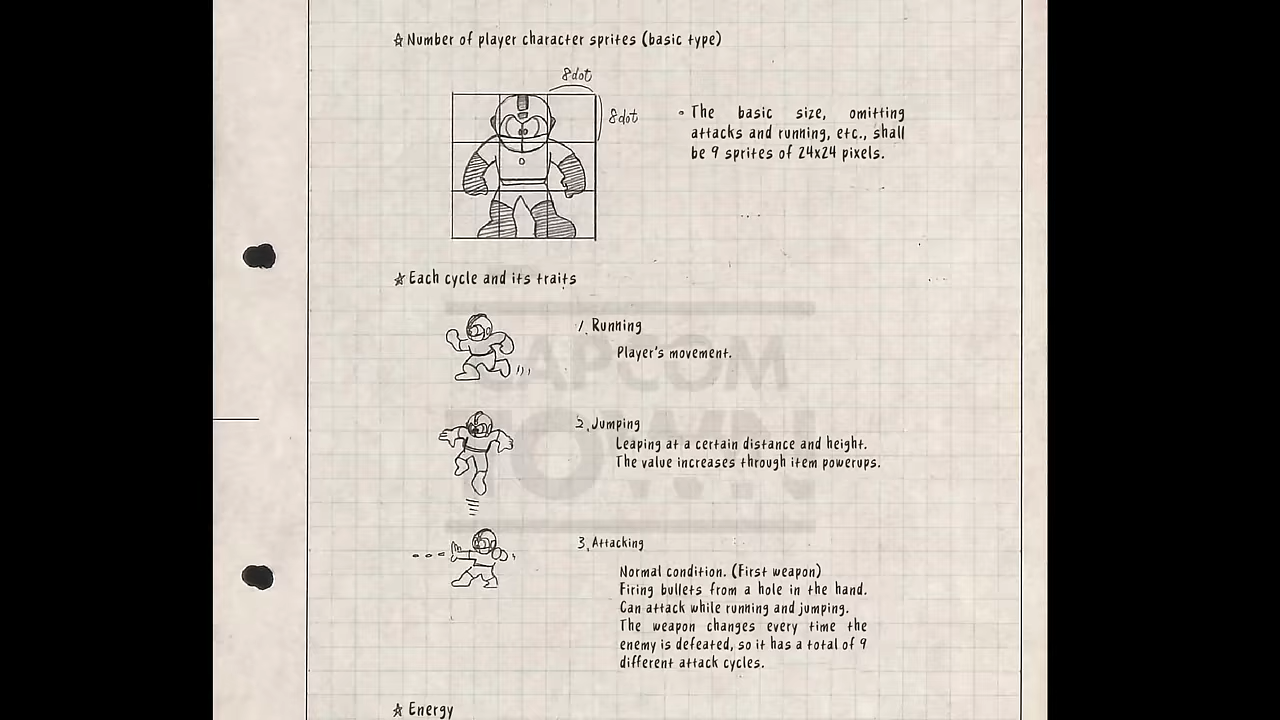 ☆ Number of player character sprites (basic type)
8dot
8dot
◦ The basic size, omitting
attacks and running, etc., shall
be 9 sprites of 24x24 pixels.
☆ Each cycle and its traits
1. Running
Player's movement.
2. Jumping
Leaping at a certain distance and height.
The value increases through item powerups.
3. Attacking
Normal condition. (First weapon)
Firing bullets from a hole in the hand.
Can attack while running and jumping.
The weapon changes every time the
enemy is defeated, so it has a total of 9
different attack cycles.
☆ Energy
CAPCOM
TOWN